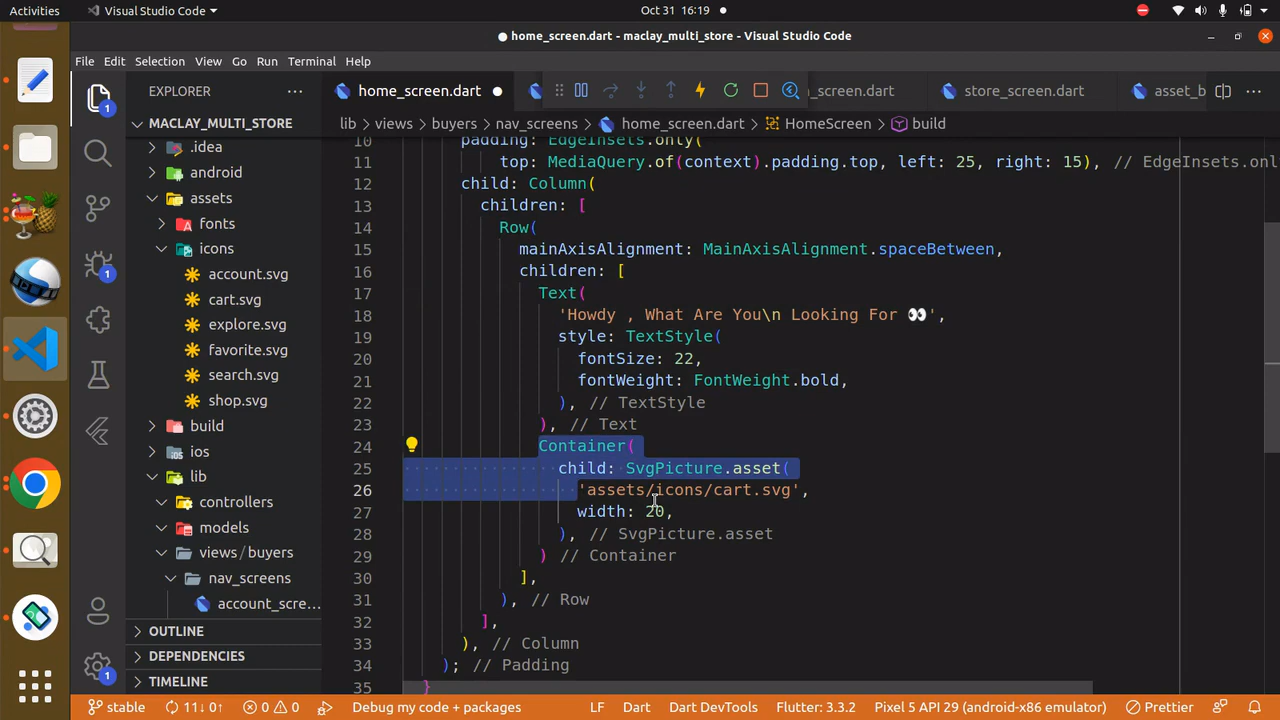 Activities
Visual Studio Code
Oct 31 16:19
home_screen.dart - maclay_multi_store - Visual Studio Code
File Edit Selection View Go Run Terminal Help
EXPLORER
home_screen.dart
_screen.dart
store_screen.dart
asset_b
lib > views > buyers > nav_screens > home_screen.dart > HomeScreen > build
MACLAY_MULTI_STORE
.idea
android
assets
fonts
icons
account.svg
cart.svg
explore.svg
favorite.svg
search.svg
shop.svg
build
ios
lib
controllers
models
views / buyers
nav_screens
account_scre...
OUTLINE
DEPENDENCIES
TIMELINE
1
1
1
10 padding: EdgeInsets.only(
11 top: MediaQuery.of(context).padding.top, left: 25, right: 15), // EdgeInsets.onl
12 child: Column(
13 children: [
14 Row(
15 mainAxisAlignment: MainAxisAlignment.spaceBetween,
16 children: [
17 Text(
18 'Howdy , What Are You\n Looking For 👀',
19 style: TextStyle(
20 fontSize: 22,
21 fontWeight: FontWeight.bold,
22 ), // TextStyle
23 ), // Text
24 Container(
25 child: SvgPicture.asset(
26 'assets/icons/cart.svg',
27 width: 20,
28 ), // SvgPicture.asset
29 ) // Container
30 ],
31 ), // Row
32 ],
33 ), // Column
34 ); // Padding
35 }
stable 11↓ 0↑ 0 0 Debug my code + packages LF Dart Dart DevTools Flutter: 3.3.2 Pixel 5 API 29 (android-x86 emulator) Prettier